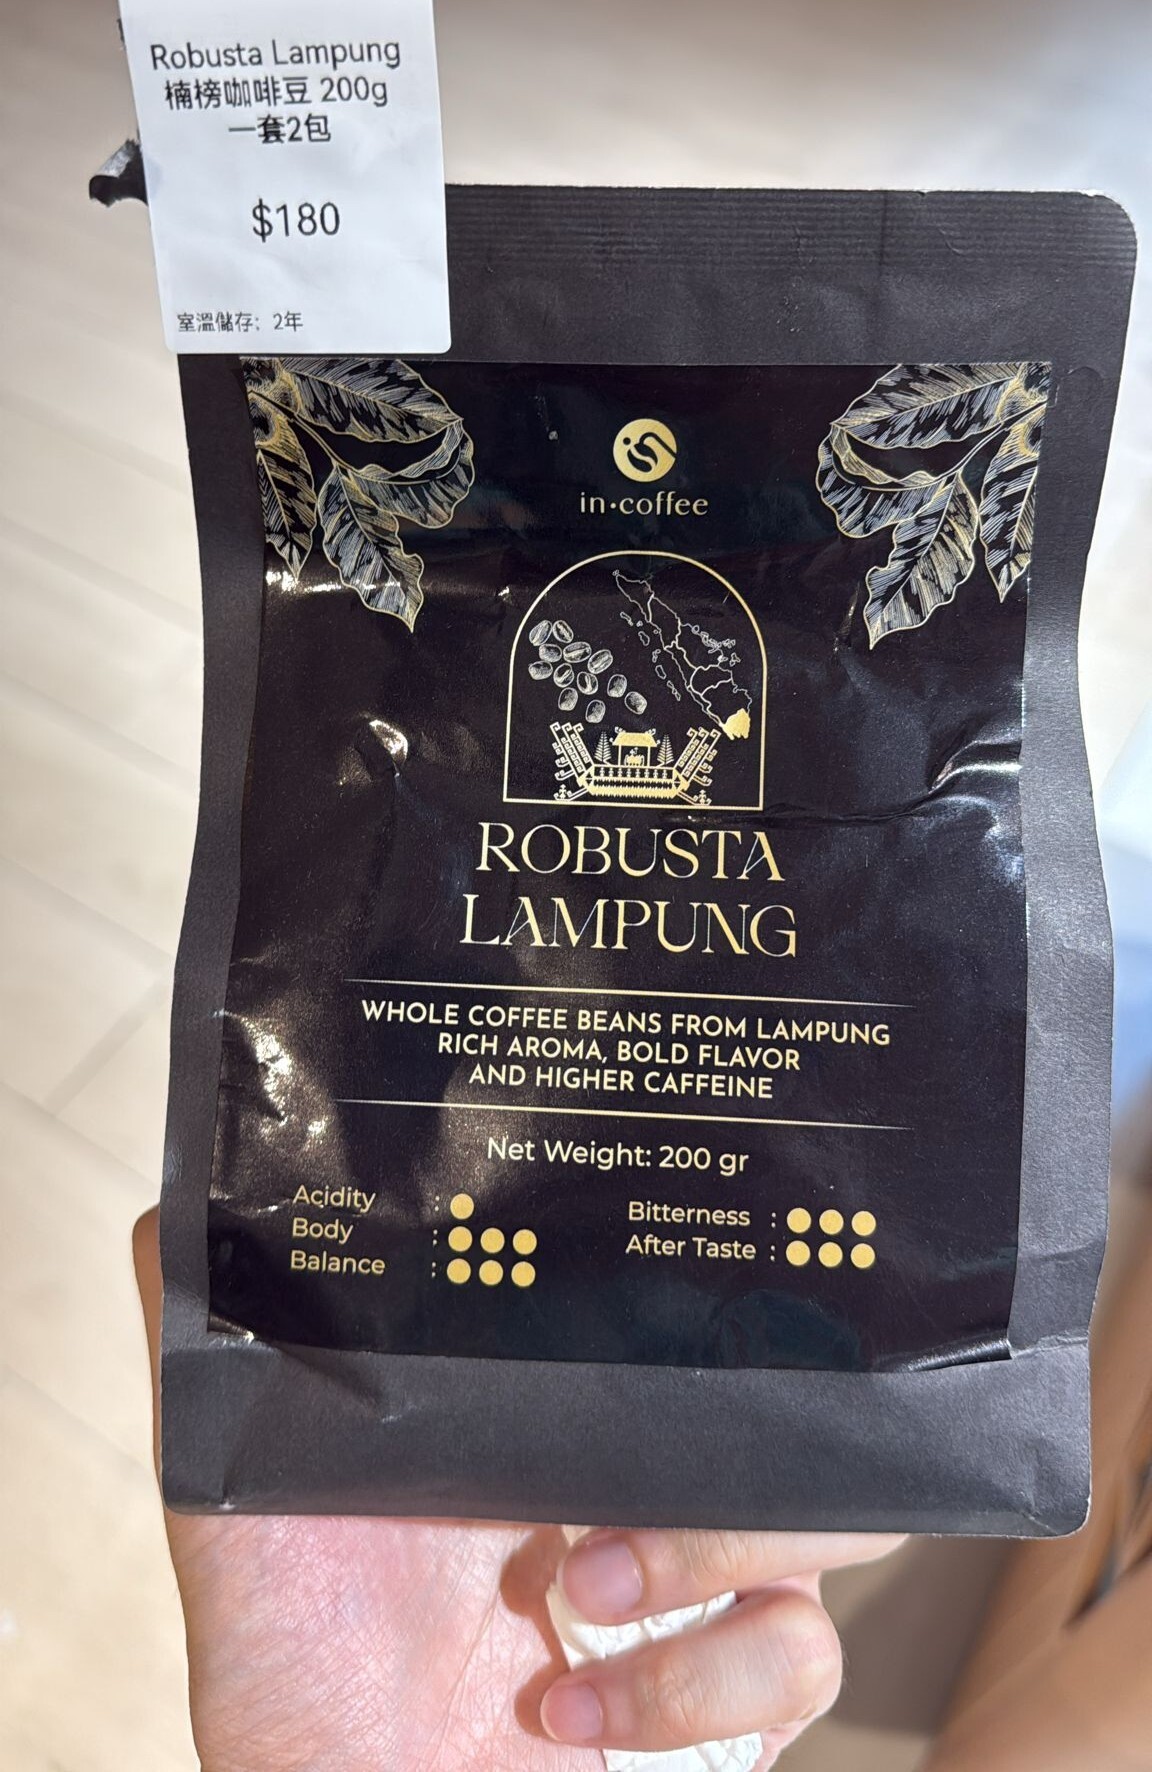 Robusta Lampung
楠榜咖啡豆 200g
一套2包
$180
室溫儲存: 2年
in·coffee
ROBUSTA
LAMPUNG
WHOLE COFFEE BEANS FROM LAMPUNG
RICH AROMA, BOLD FLAVOR
AND HIGHER CAFFEINE
Net Weight: 200 gr
Acidity :
Body :
Balance :
Bitterness :
After Taste :